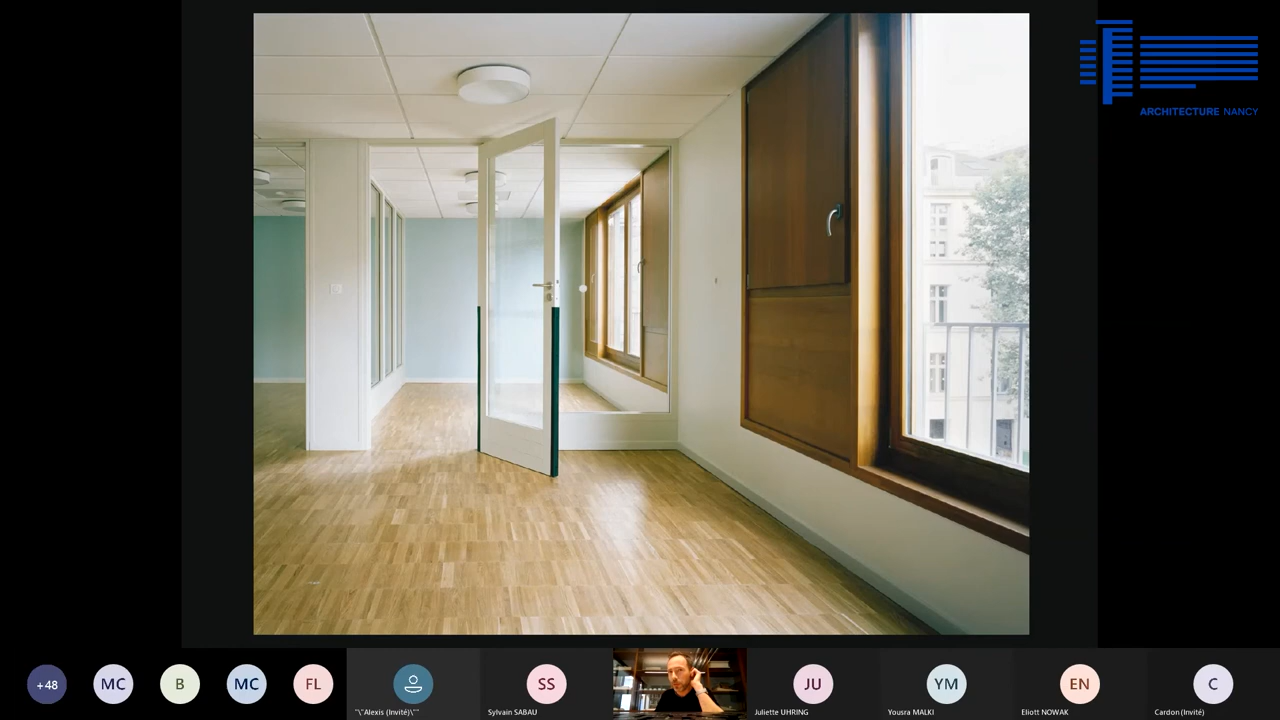 ARCHITECTURE NANCY
+48
MC
B
MC
FL
SS
JU
YM
EN
C
"\"Alexis (Invité)\""
Sylvain SABAU
Juliette UHRING
Yousra MALKI
Eliott NOWAK
Cardon (Invité)